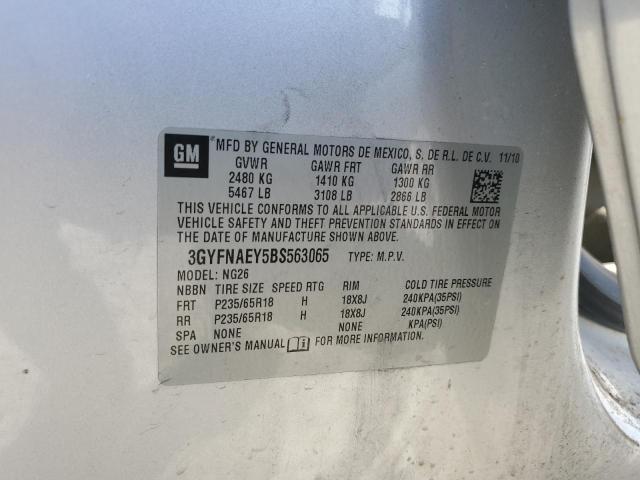 GM MFD BY GENERAL MOTORS DE MEXICO, S. DE R.L. DE C.V. 11/10
GVWR GAWR FRT GAWR RR
2480 KG 1410 KG 1300 KG
5467 LB 3108 LB 2866 LB
THIS VEHICLE CONFORMS TO ALL APPLICABLE U.S. FEDERAL MOTOR
VEHICLE SAFETY AND THEFT PREVENTION STANDARDS IN EFFECT ON
THE DATE OF MANUFACTURE SHOWN ABOVE.
3GYFNAEY5BS563065 TYPE: M.P.V.
MODEL: NG26
NBBN TIRE SIZE SPEED RTG RIM COLD TIRE PRESSURE
FRT P235/65R18 H 18X8J 240KPA(35PSI)
RR P235/65R18 H 18X8J 240KPA(35PSI)
SPA NONE NONE KPA(PSI)
SEE OWNER'S MANUAL FOR MORE INFORMATION.